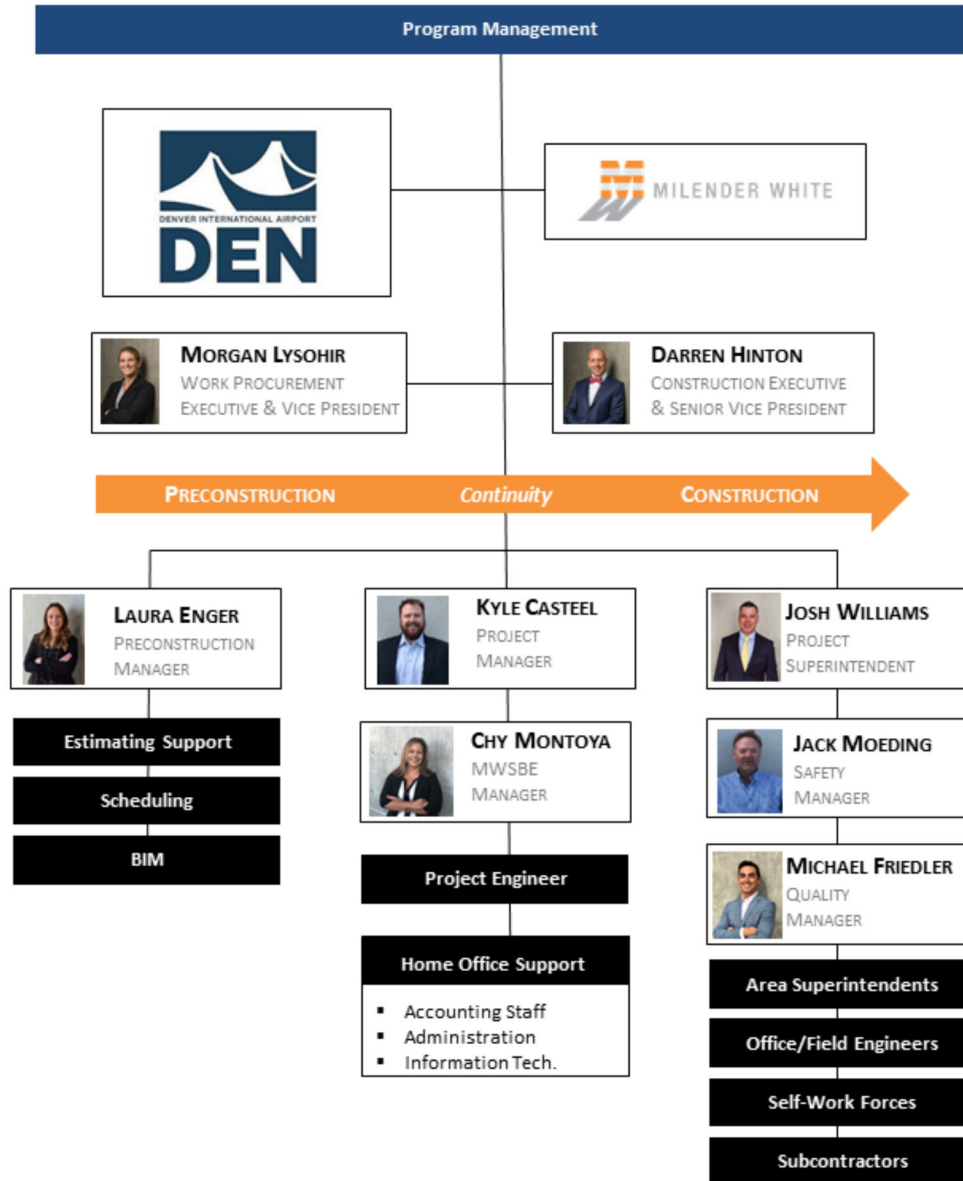 Program Management
DENVER INTERNATIONAL AIRPORT
DEN
MILENDER WHITE
MORGAN LYSOHIR
WORK PROCUREMENT
EXECUTIVE & VICE PRESIDENT
DARREN HINTON
CONSTRUCTION EXECUTIVE
& SENIOR VICE PRESIDENT
PRECONSTRUCTION Continuity CONSTRUCTION
LAURA ENGER
PRECONSTRUCTION
MANAGER
Estimating Support
Scheduling
BIM
KYLE CASTEEL
PROJECT
MANAGER
CHY MONTOYA
MWSBE
MANAGER
Project Engineer
Home Office Support
▪ Accounting Staff
▪ Administration
▪ Information Tech.
JOSH WILLIAMS
PROJECT
SUPERINTENDENT
JACK MOEDING
SAFETY
MANAGER
MICHAEL FRIEDLER
QUALITY
MANAGER
Area Superintendents
Office/Field Engineers
Self-Work Forces
Subcontractors